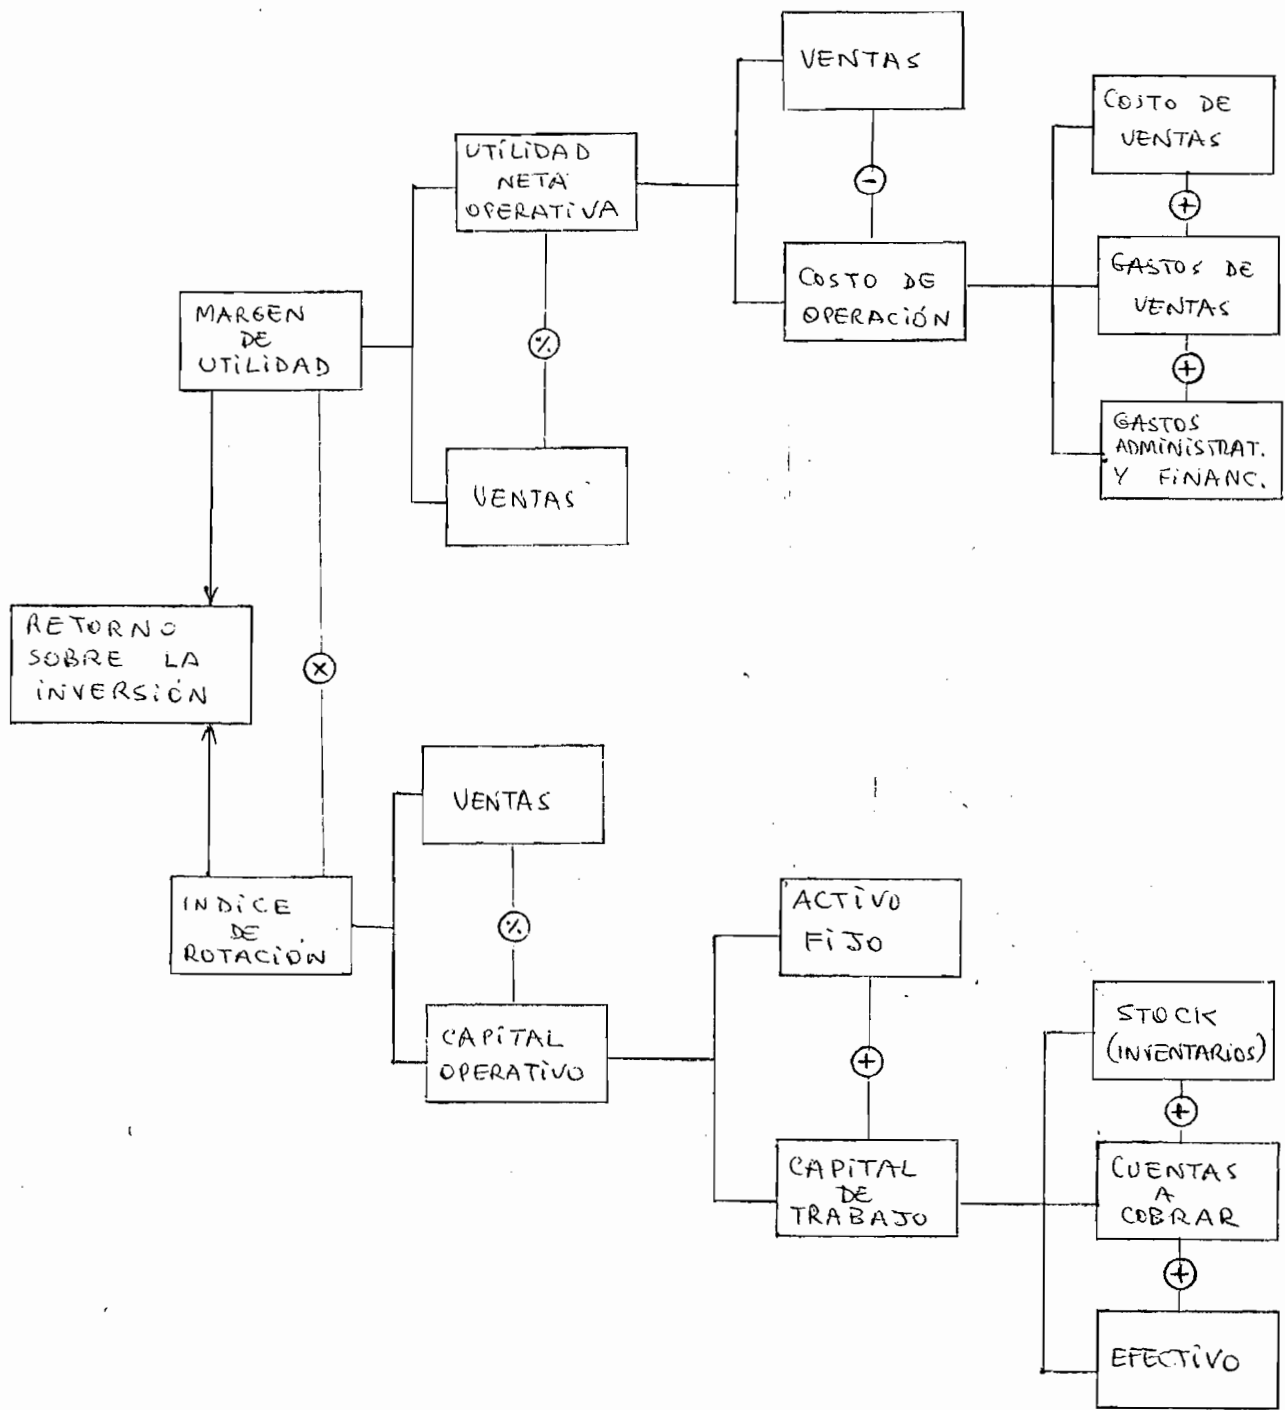 VENTAS
COSTO DE
VENTAS
UTiLiDAD
NETA
OPERATiVA
-
+
GASTOS DE
VENTAS
COSTO DE
OPERACIÓN
MARGEN
DE
UTiLiDAD
%
+
GASTOS
ADMiNiSTRAT.
Y FiNANC.
VENTAS
RETORNO
SOBRE LA
iNVERSiÓN
X
VENTAS
INDiCE
DE
ROTACiÓN
%
ACTiVO
FiJO
CAPiTAL
OPERATiVO
+
STOCK
(INVENTARiOS)
+
CAPiTAL
DE
TRABAJO
CUENTAS
A
COBRAR
+
EFECTiVO